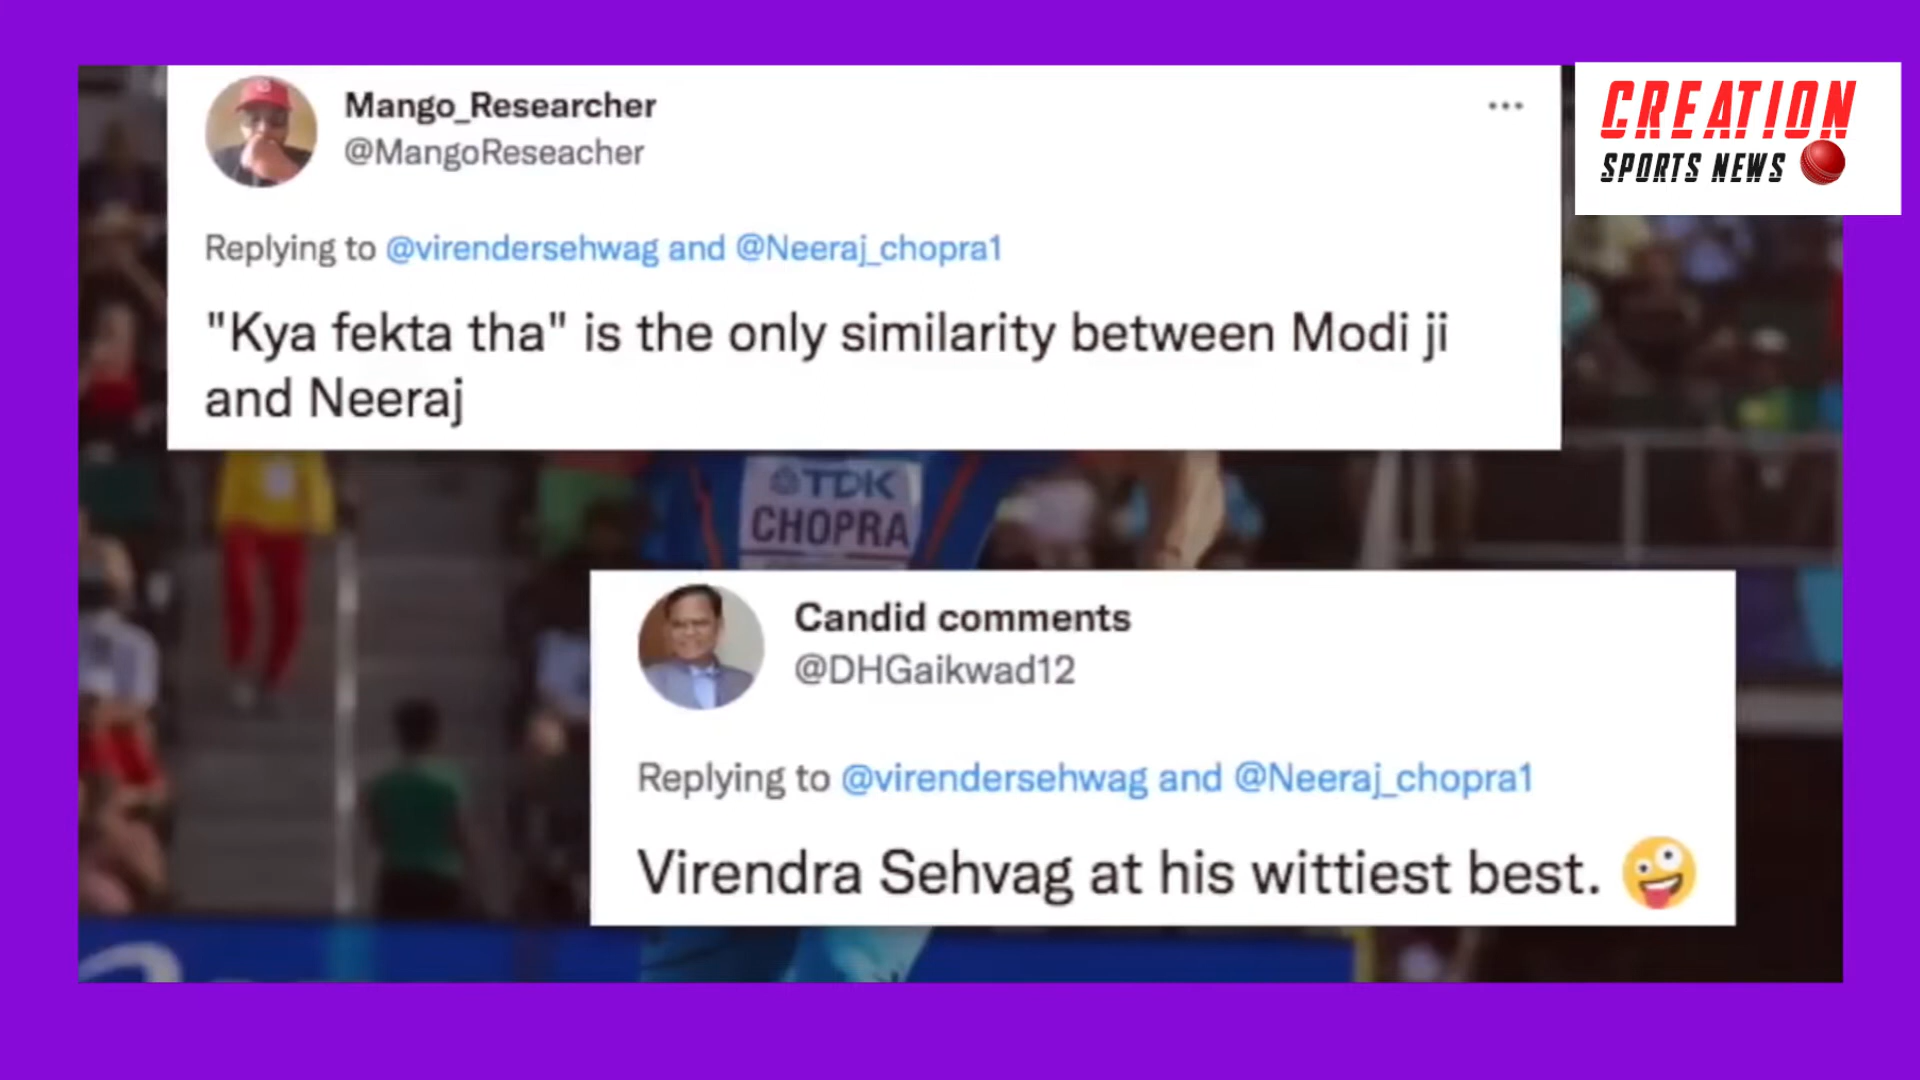 CREATION
SPORTS NEWS
Mango_Researcher
@MangoReseacher
Replying to @virendersehwag and @Neeraj_chopra1
"Kya fekta tha" is the only similarity between Modi ji
and Neeraj
TDK
CHOPRA
Candid comments
@DHGaikwad12
Replying to @virendersehwag and @Neeraj_chopra1
Virendra Sehvag at his wittiest best. 🤪